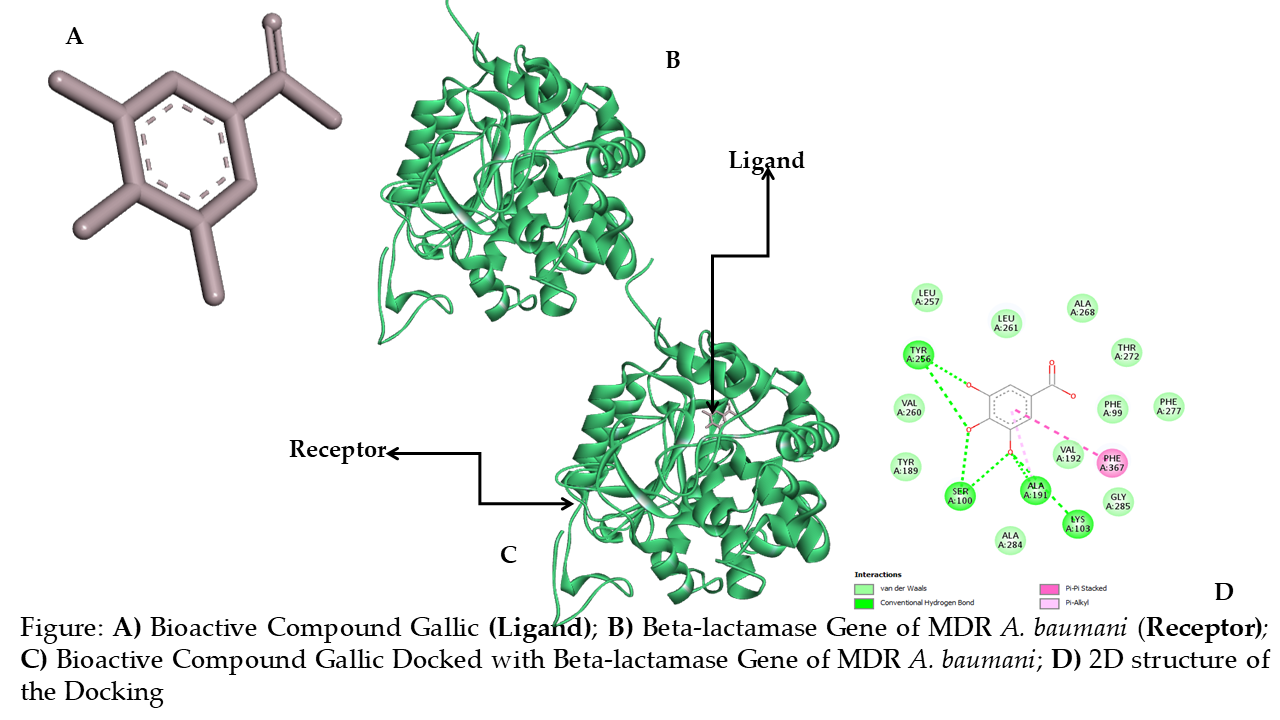 A
B
Ligand
Receptor
C
LEU
A:257
LEU
A:261
ALA
A:268
TYR
A:256
THR
A:272
VAL
A:260
PHE
A:99
PHE
A:277
TYR
A:189
VAL
A:192
PHE
A:367
SER
A:100
ALA
A:191
GLY
A:285
LYS
A:103
ALA
A:284
O
O
O
O
O
Interactions
van der Waals
Conventional Hydrogen Bond
Pi-Pi Stacked
Pi-Alkyl
D
Figure: A) Bioactive Compound Gallic (Ligand); B) Beta-lactamase Gene of MDR A. baumani (Receptor);
C) Bioactive Compound Gallic Docked with Beta-lactamase Gene of MDR A. baumani; D) 2D structure of
the Docking